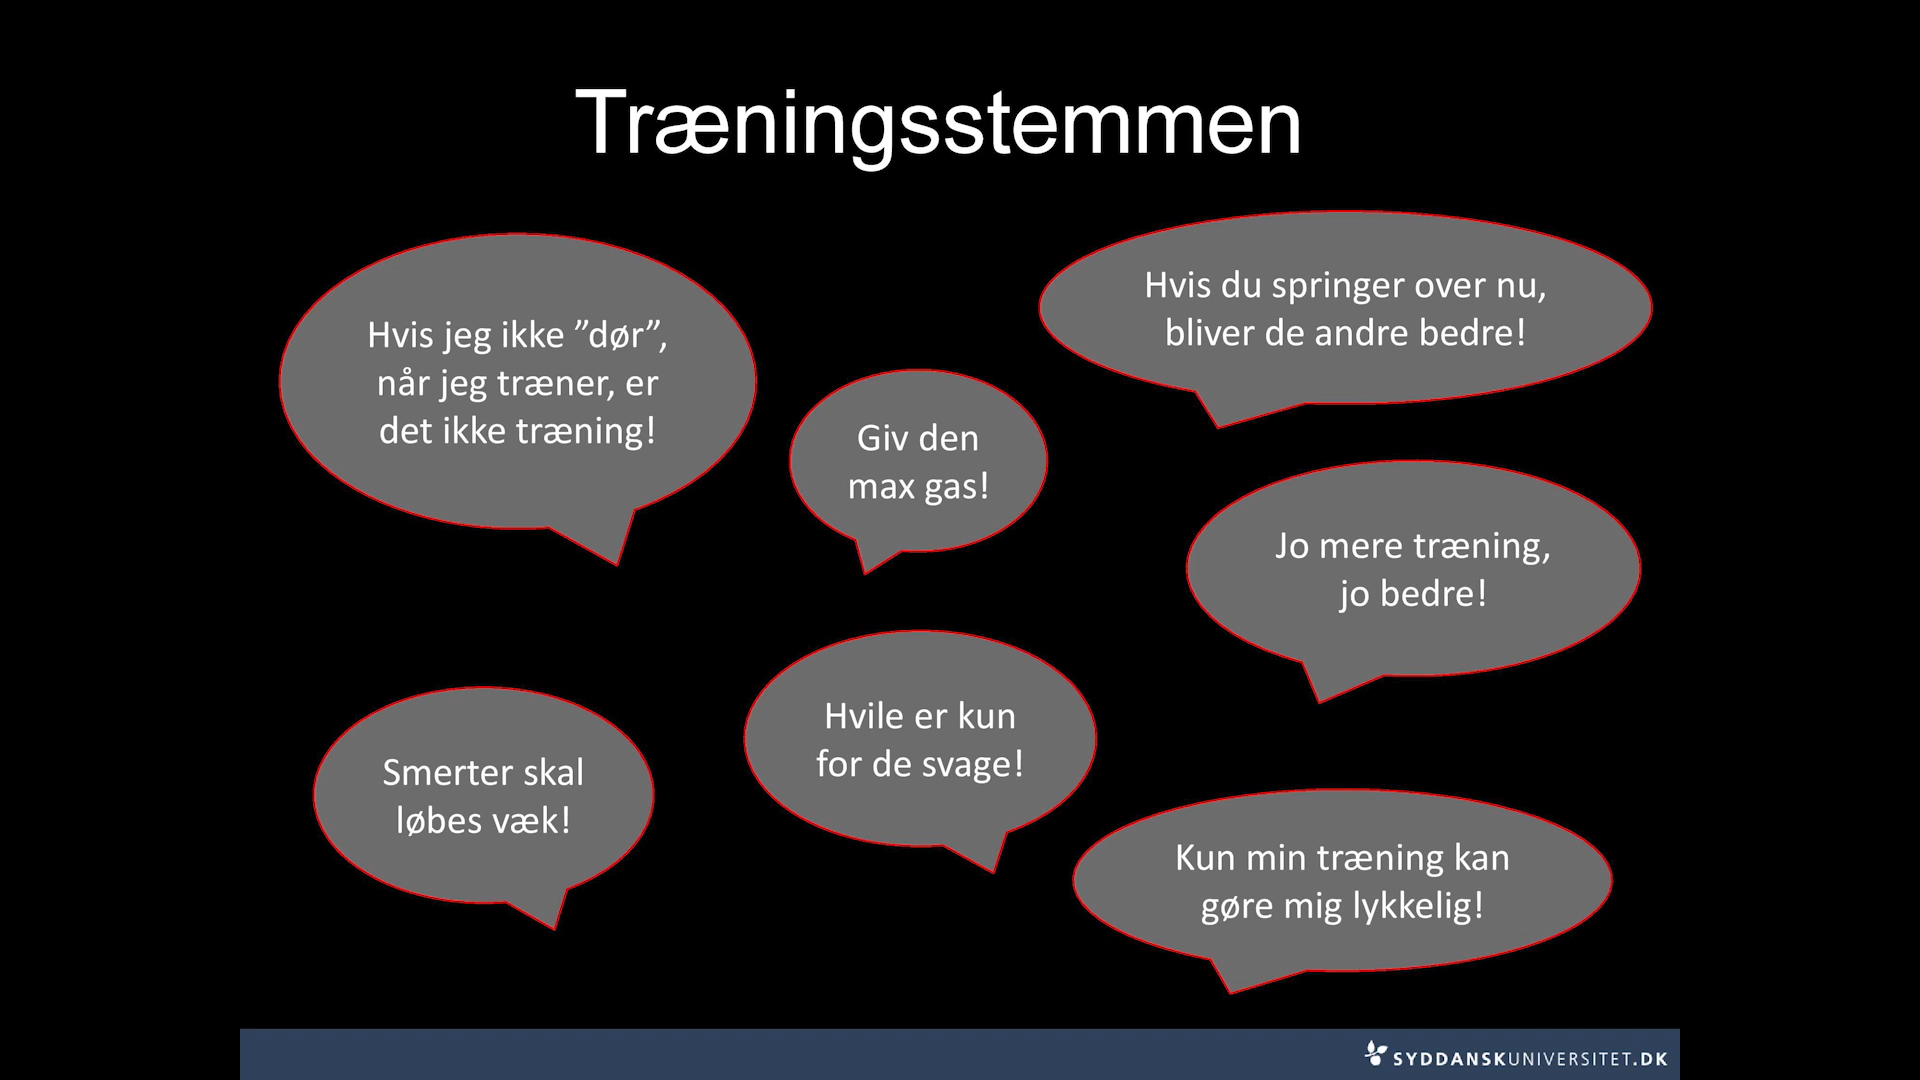 Træningsstemmen
Hvis jeg ikke ”dør”,
når jeg træner, er
det ikke træning!
Giv den
max gas!
Hvis du springer over nu,
bliver de andre bedre!
Jo mere træning,
jo bedre!
Smerter skal
løbes væk!
Hvile er kun
for de svage!
Kun min træning kan
gøre mig lykkelig!
SYDDANSKUNIVERSITET.DK